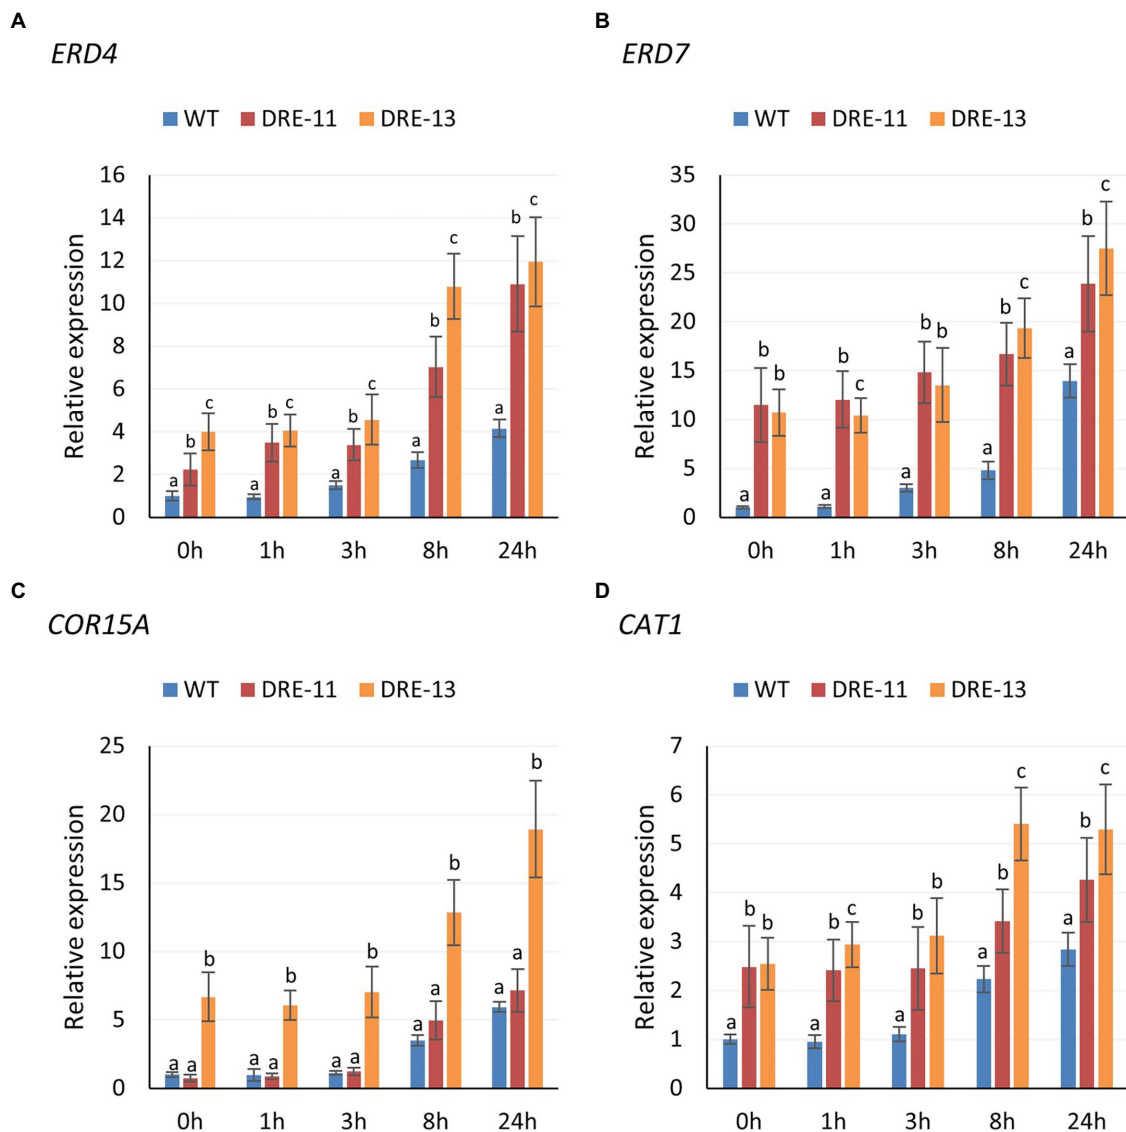 A
ERD4
WT DRE-11 DRE-13
Relative expression
16
14
12
10
8
6
4
2
0
a b c a b c a b c a b c a b c
0h 1h 3h 8h 24h
B
ERD7
WT DRE-11 DRE-13
Relative expression
35
30
25
20
15
10
5
0
a b b a b c a b b a b c a b c
0h 1h 3h 8h 24h
C
COR15A
WT DRE-11 DRE-13
Relative expression
25
20
15
10
5
0
a a b a a b a a b a a b a a b
0h 1h 3h 8h 24h
D
CAT1
WT DRE-11 DRE-13
Relative expression
7
6
5
4
3
2
1
0
a b b a b c a b b a b c a b c
0h 1h 3h 8h 24h